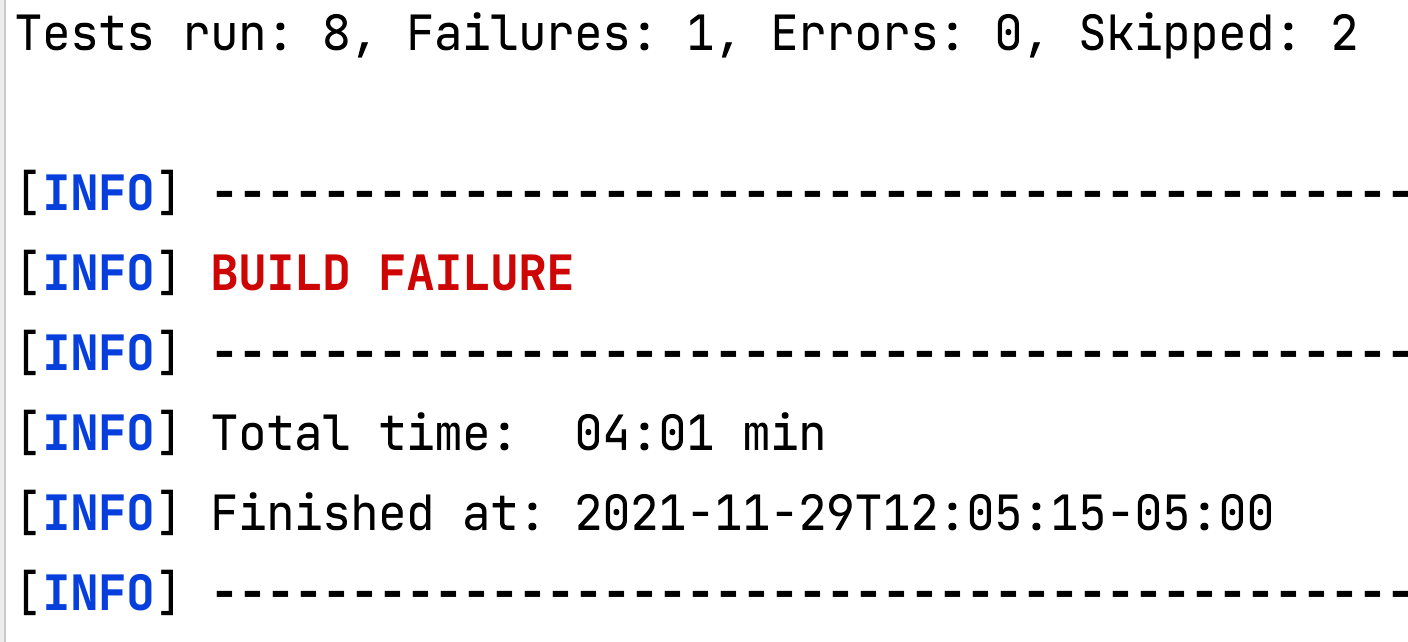 Tests run: 8, Failures: 1, Errors: 0, Skipped: 2
[INFO] -------------------------------------------
[INFO] BUILD FAILURE
[INFO] -------------------------------------------
[INFO] Total time:  04:01 min
[INFO] Finished at: 2021-11-29T12:05:15-05:00
[INFO] -------------------------------------------